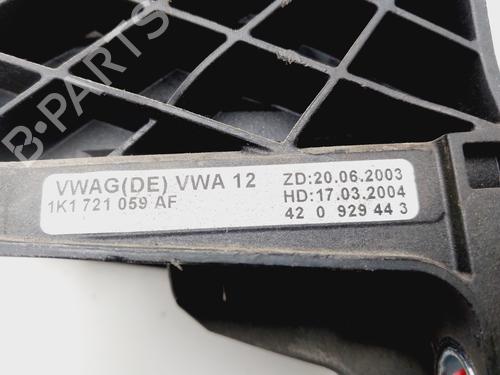 B-PARTS
VWAG(DE) VWA 12 ZD:20.06.2003
1K1 721 059 AF HD:17.03.2004
42 0 929 44 3